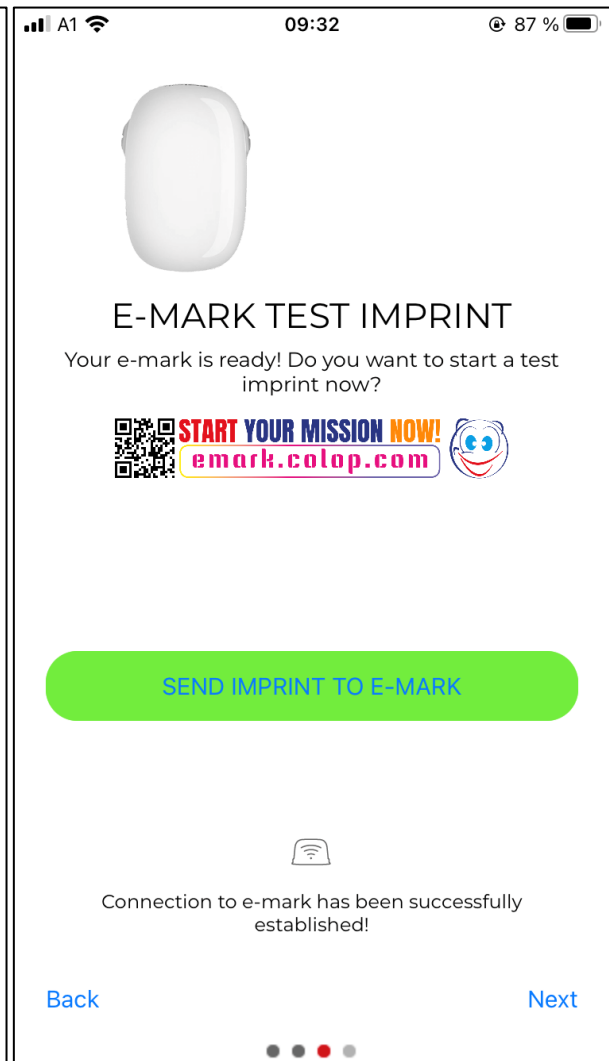 A1 09:32 87 %
E-MARK TEST IMPRINT
Your e-mark is ready! Do you want to start a test
imprint now?
START YOUR MISSION NOW!
emark.colop.com
SEND IMPRINT TO E-MARK
Connection to e-mark has been successfully
established!
Back Next